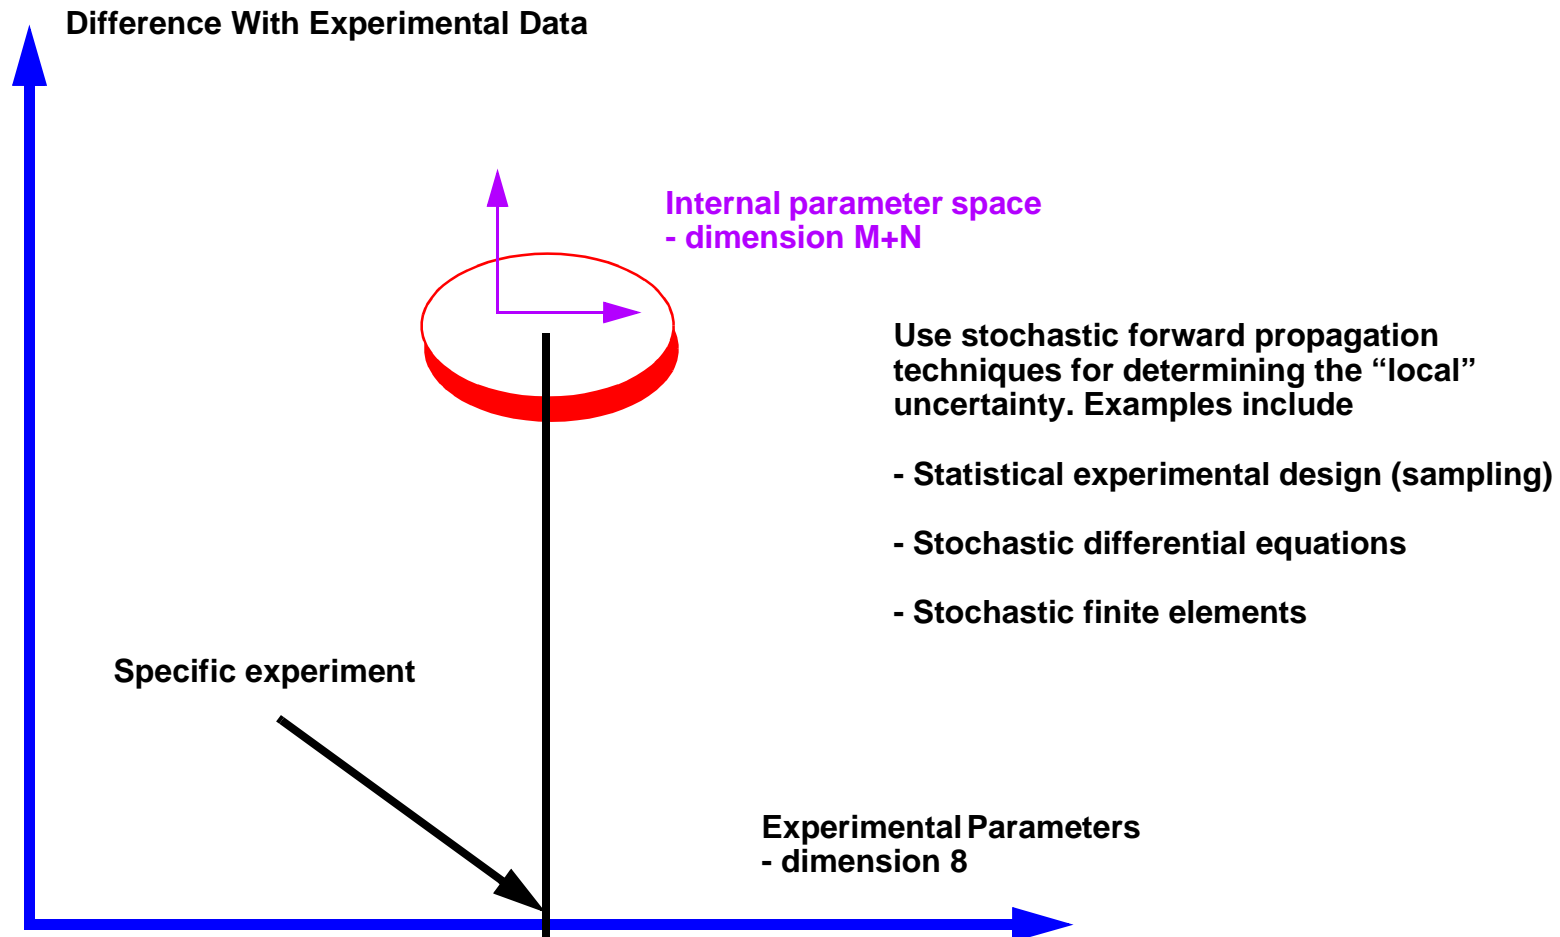 Difference With Experimental Data
Internal parameter space
- dimension M+N
Use stochastic forward propagation
techniques for determining the “local”
uncertainty. Examples include
- Statistical experimental design (sampling)
- Stochastic differential equations
- Stochastic finite elements
Specific experiment
Experimental Parameters
- dimension 8